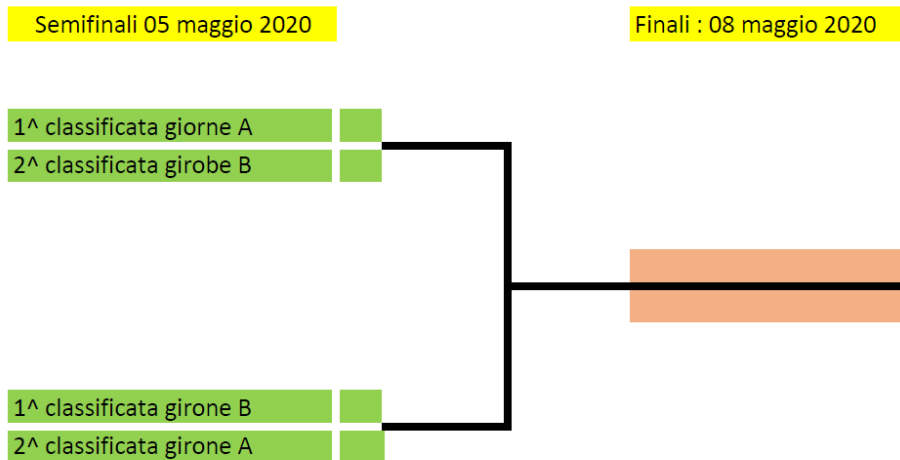 Semifinali 05 maggio 2020
Finali : 08 maggio 2020
1^ classificata giorne A
2^ classificata girobe B
1^ classificata girone B
2^ classificata girone A